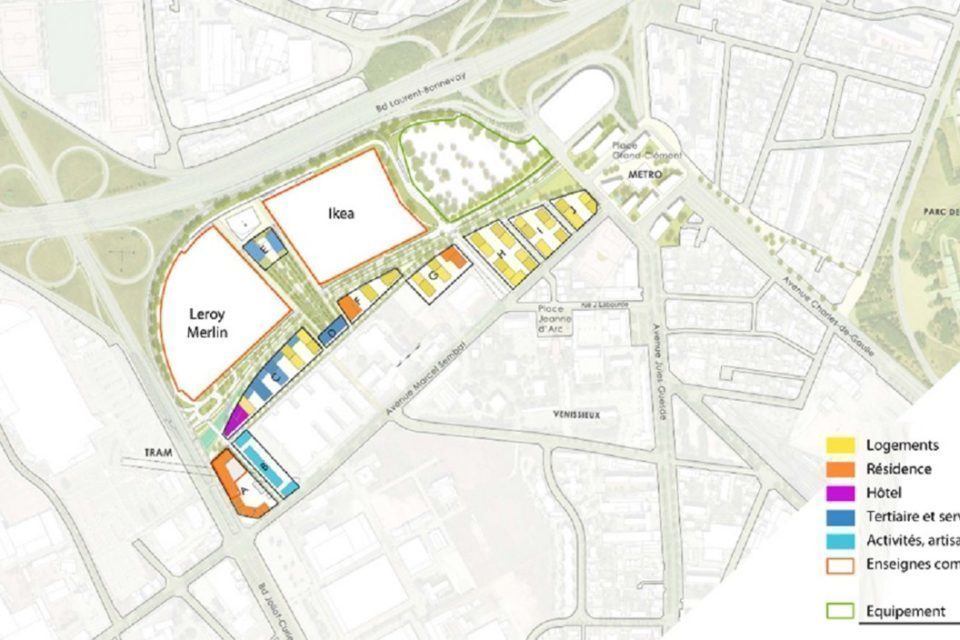 Bd Laurent-Bonnevay
Place
Grand-Clément
METRO
Ikea
PARC DE
Leroy
Merlin
E
J
I
H
G
F
D
C
B
A
rue J. Labourbe
Place
Jeanne
d'Arc
Avenue Charles-de-Gaulle
Avenue Jules-Guesde
Avenue Marcel Sembat
VENISSIEUX
TRAM
Bd Joliot-Curie
Logements
Résidence
Hôtel
Tertiaire et serv
Activités, artisa
Enseignes com
Equipement